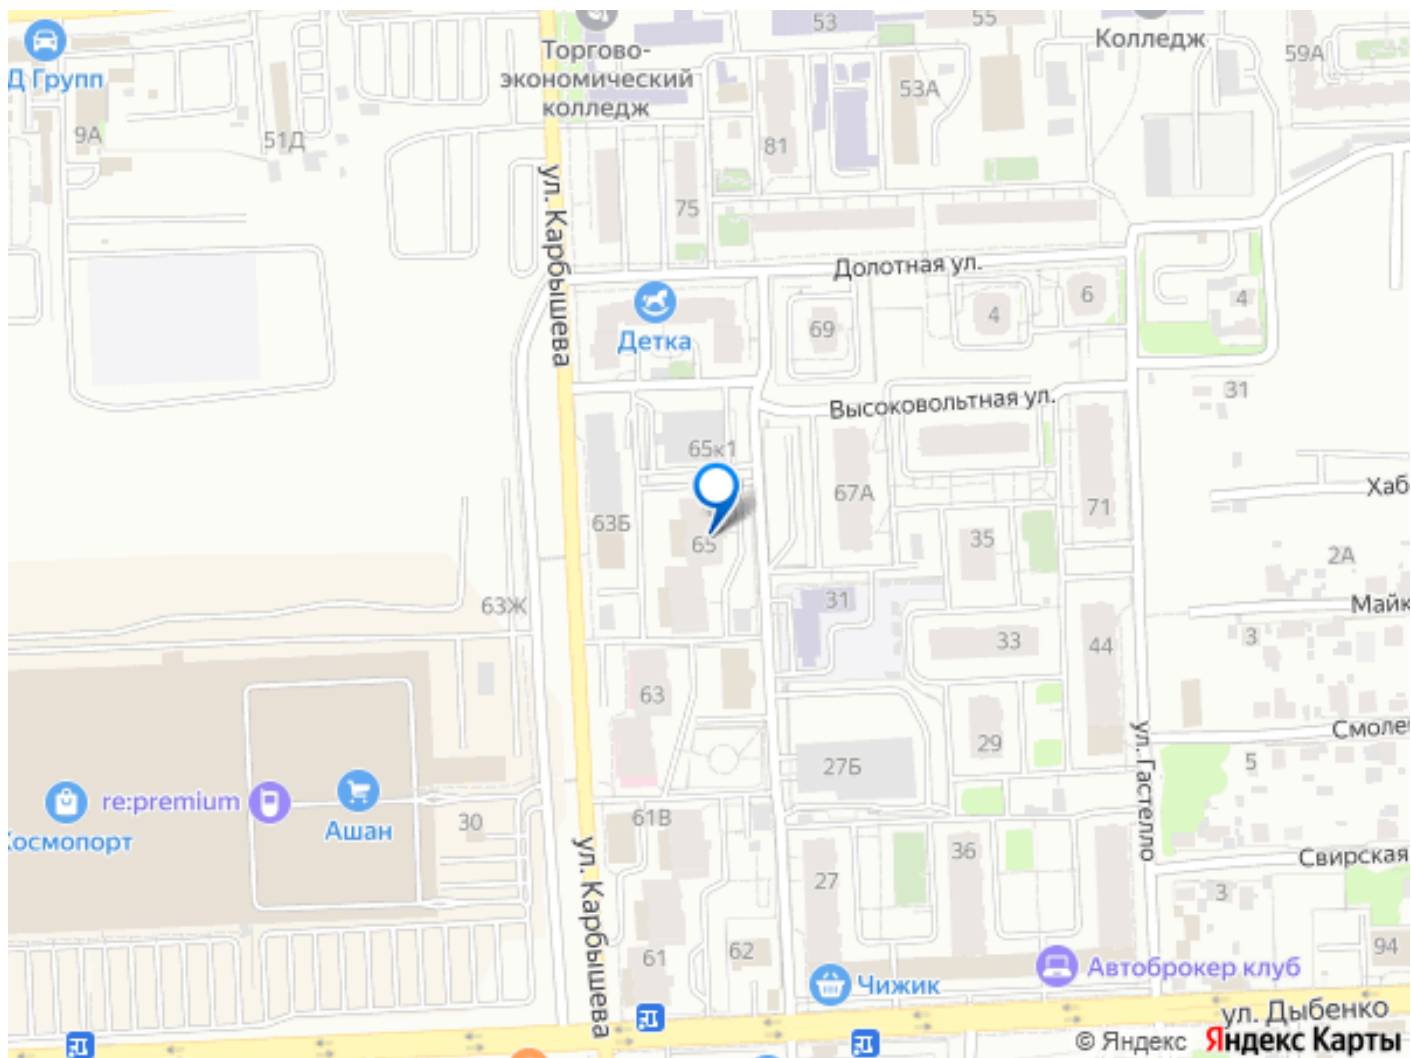 53
55
Колледж
59А
Д Групп
Торгово-
экономический
колледж
53А
9А
51Д
81
ул. Карбышева
75
Долотная ул.
4
6
4
69
Детка
31
Высоковольтная ул.
65к1
67А
71
Хаб
63Б
65
35
2А
63Ж
31
Майк
33
44
3
63
ул. Гастелло
Смоле
29
5
27Б
re:premium
Ашан
30
Космопорт
61В
ул. Карбышева
36
Свирская
27
3
61
62
94
Чижик
Автоброкер клуб
ул. Дыбенко
© Яндекс Яндекс Карты